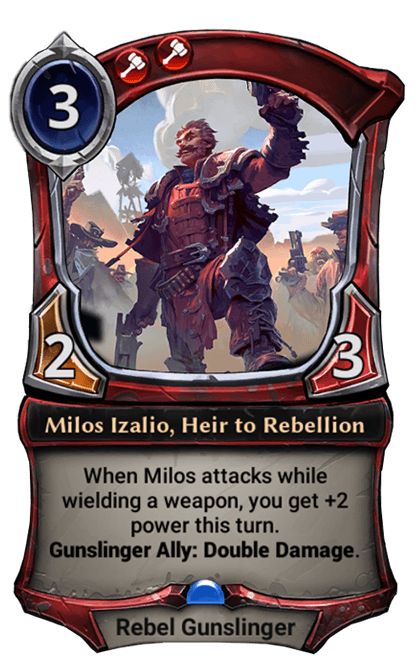 3
2
3
Milos Izalio, Heir to Rebellion
When Milos attacks while
wielding a weapon, you get +2
power this turn.
Gunslinger Ally: Double Damage.
Rebel Gunslinger